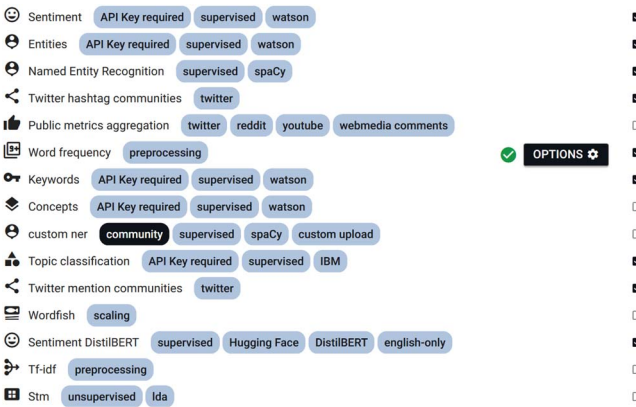 Sentiment API Key required supervised watson
Entities API Key required supervised watson
Named Entity Recognition supervised spaCy
Twitter hashtag communities twitter
Public metrics aggregation twitter reddit youtube webmedia comments
9+ Word frequency preprocessing OPTIONS
Keywords API Key required supervised watson
Concepts API Key required supervised watson
custom ner community supervised spaCy custom upload
Topic classification API Key required supervised IBM
Twitter mention communities twitter
Wordfish scaling
Sentiment DistilBERT supervised Hugging Face DistilBERT english-only
Tf-idf preprocessing
Stm unsupervised lda